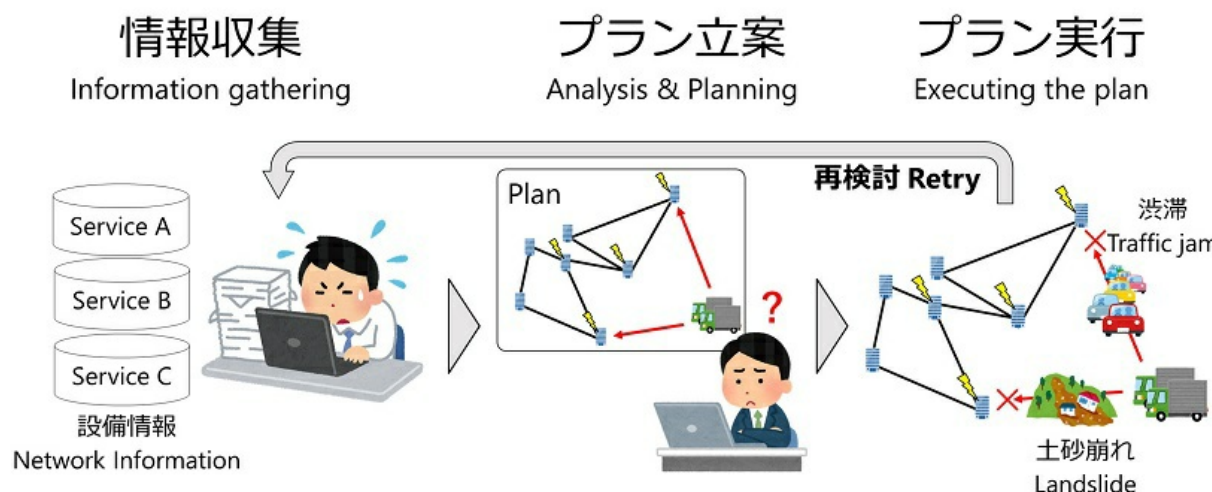 情報収集
Information gathering
プラン立案
Analysis & Planning
プラン実行
Executing the plan
再検討 Retry
Service A
Service B
Service C
設備情報
Network Information
Plan
?
渋滞
Traffic jam
土砂崩れ
Landslide